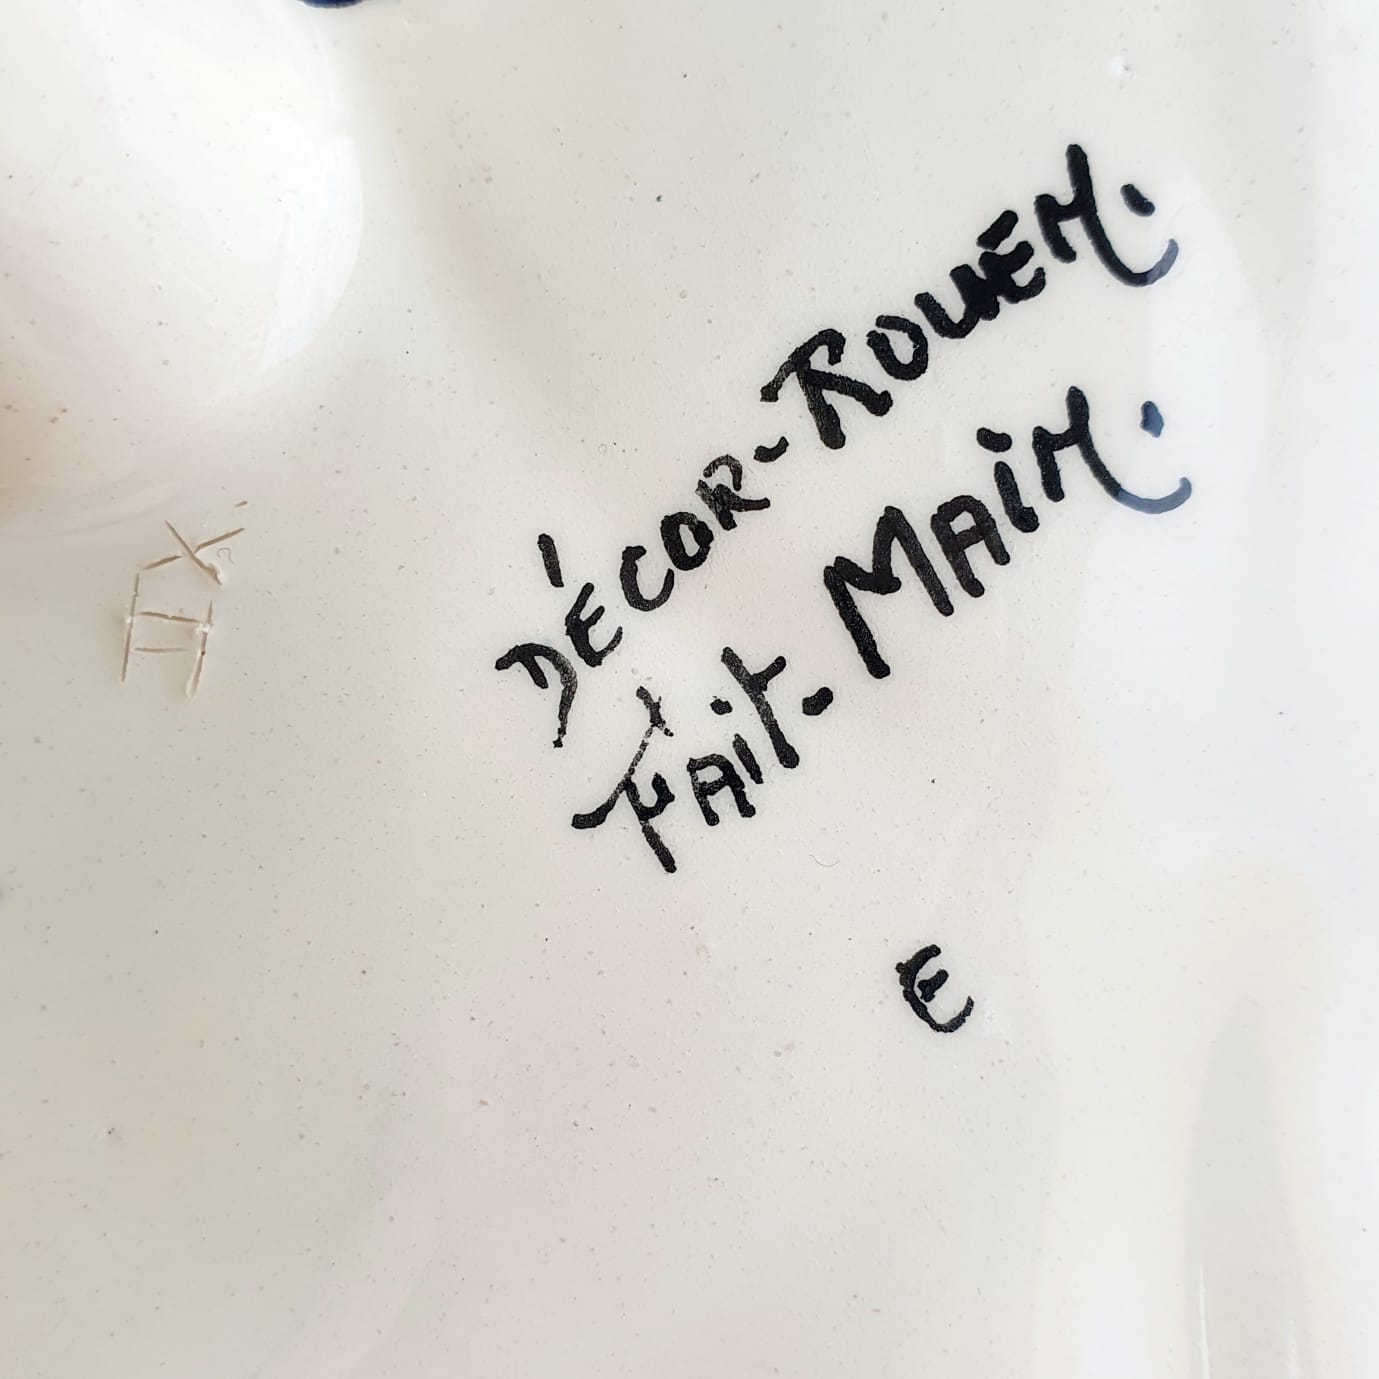 DÉCOR-ROUEN.
Fait. MAiN.
E